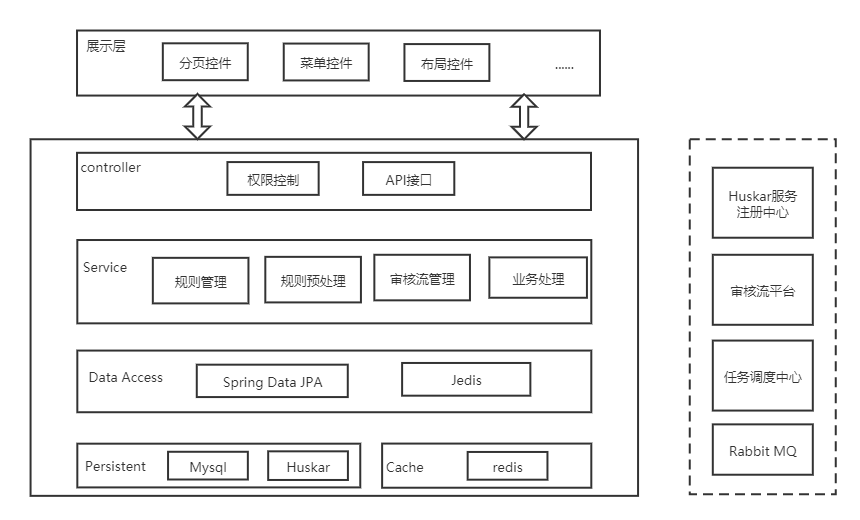 展示层
分页控件
菜单控件
布局控件
......
controller
权限控制
API接口
Service
规则管理
规则预处理
审核流管理
业务处理
Data Access
Spring Data JPA
Jedis
Persistent
Mysql
Huskar
Cache
redis
Huskar服务
注册中心
审核流平台
任务调度中心
Rabbit MQ